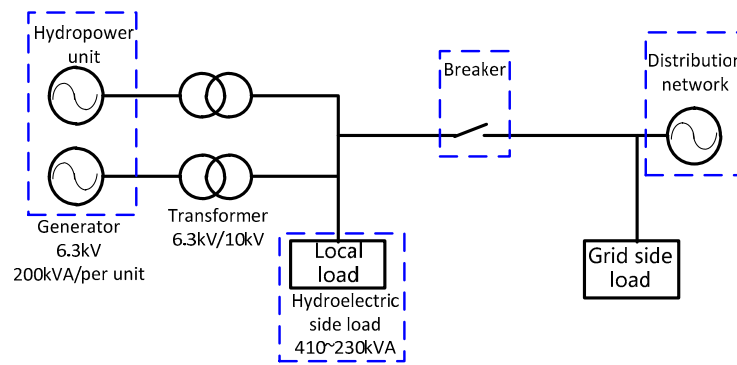 Hydropower
unit
Generator
6.3kV
200kVA/per unit
Transformer
6.3kV/10kV
Local
load
Hydroelectric
side load
410~230kVA
Breaker
Distribution
network
Grid side
load